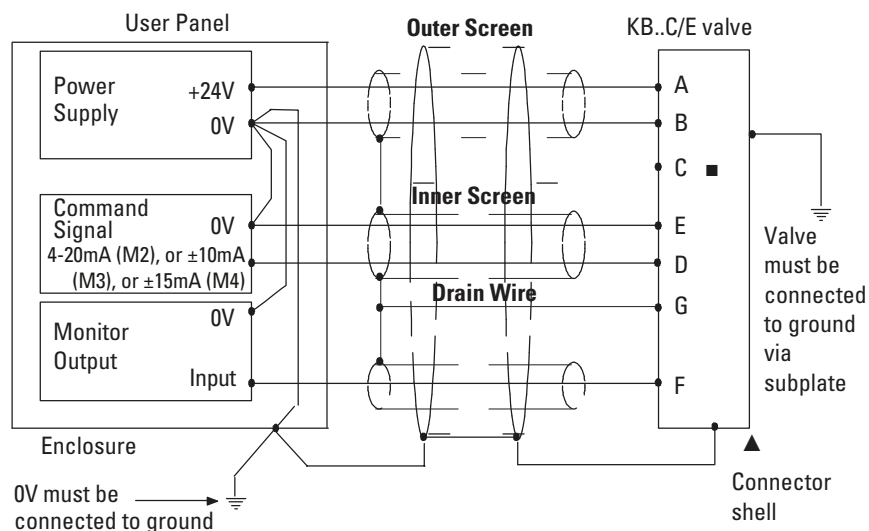 User Panel
Outer Screen
KB..C/E valve
Power
Supply
+24V
0V
A
B
C
Inner Screen
Command
Signal
0V
4-20mA (M2), or ±10mA
(M3), or ±15mA (M4)
E
D
Drain Wire
G
Monitor
Output
0V
Input
F
Valve
must be
connected
to ground
via
subplate
Enclosure
0V must be
connected to ground
Connector
shell